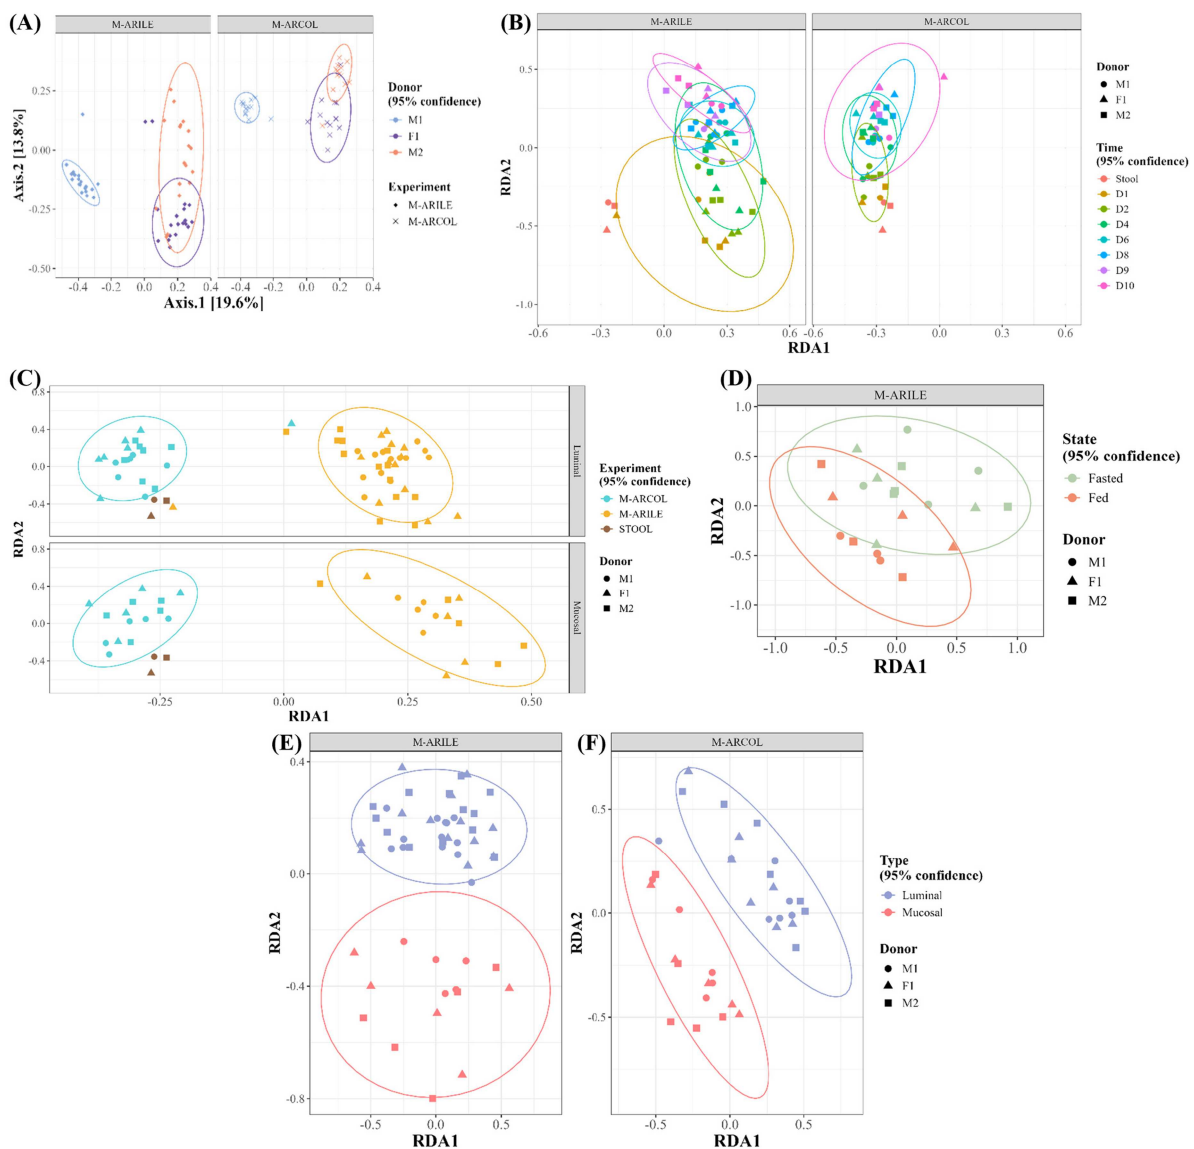 (A)
M-ARILE
M-ARCOL
Axis.2 [13.8%]
0.25
0.00
-0.25
-0.50
-0.4
-0.2
0.0
0.2
0.4
-0.4
-0.2
0.0
0.2
0.4
Axis.1 [19.6%]
Donor
(95% confidence)
M1
F1
M2
Experiment
M-ARILE
M-ARCOL
(B)
M-ARILE
M-ARCOL
RDA2
0.5
0.0
-0.5
-1.0
-0.6
-0.3
0.0
0.3
0.6
-0.6
-0.3
0.0
0.3
0.6
RDA1
Donor
M1
F1
M2
Time
(95% confidence)
Stool
D1
D2
D4
D6
D8
D9
D10
(C)
RDA2
0.8
0.4
0.0
-0.4
Luminal
0.8
0.4
0.0
-0.4
Mucosal
-0.25
0.00
0.25
0.50
RDA1
Experiment
(95% confidence)
M-ARCOL
M-ARILE
STOOL
Donor
M1
F1
M2
(D)
M-ARILE
RDA2
1.0
0.5
0.0
-0.5
-1.0
-1.0
-0.5
0.0
0.5
1.0
RDA1
State
(95% confidence)
Fasted
Fed
Donor
M1
F1
M2
(E)
M-ARILE
RDA2
0.4
0.0
-0.4
-0.8
-0.5
0.0
0.5
RDA1
(F)
M-ARCOL
RDA2
0.5
0.0
-0.5
-0.5
0.0
0.5
RDA1
Type
(95% confidence)
Luminal
Mucosal
Donor
M1
F1
M2